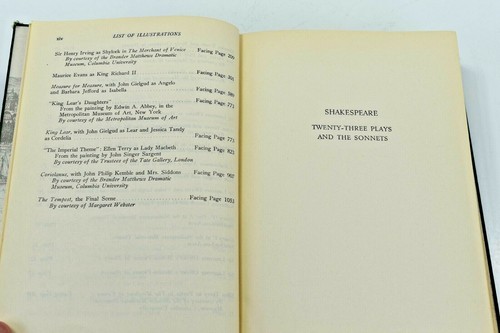 xiv LIST OF ILLUSTRATIONS
Sir Henry Irving as Shylock in The Merchant of Venice Facing Page
By courtesy of the Brander Matthews Dramatic
Museum, Columbia University
Maurice Evans as King Richard II Facing Page
Measure for Measure, with John Gielgud as Angelo Facing Page
and Barbara Jefford as Isabella
"King Lear's Daughters" Facing Page 773
From the painting by Edwin A. Abbey, in the
Metropolitan Museum of Art, New York
By courtesy of the Metropolitan Museum of Art
King Lear, with John Gielgud as Lear and Jessica Tandy Facing Page 773
as Cordelia
"The Imperial Theme": Ellen Terry as Lady Macbeth Facing Page
From the painting by John Singer Sargent
By courtesy of the Trustees of the Tate Gallery, London
Coriolanus, with John Philip Kemble and Mrs. Siddons Facing Page
By courtesy of the Brander Matthews Dramatic
Museum, Columbia University
The Tempest, the Final Scene Facing Page
By courtesy of Margaret Webster
SHAKESPEARE
TWENTY-THREE PLAYS
AND THE SONNETS